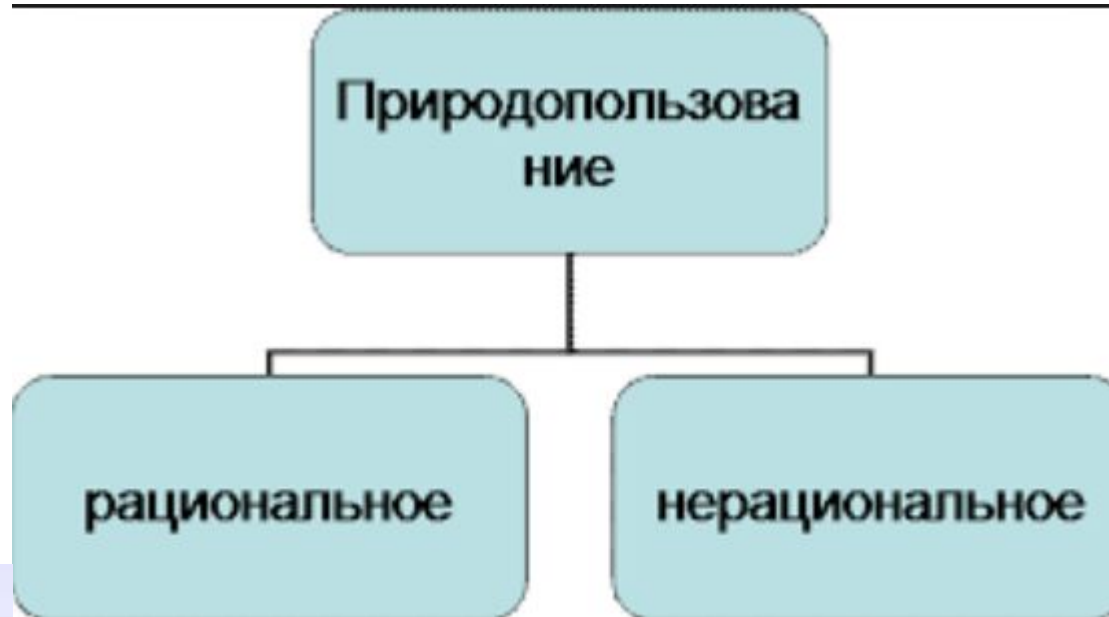 Природопользова
ние
рациональное
нерациональное